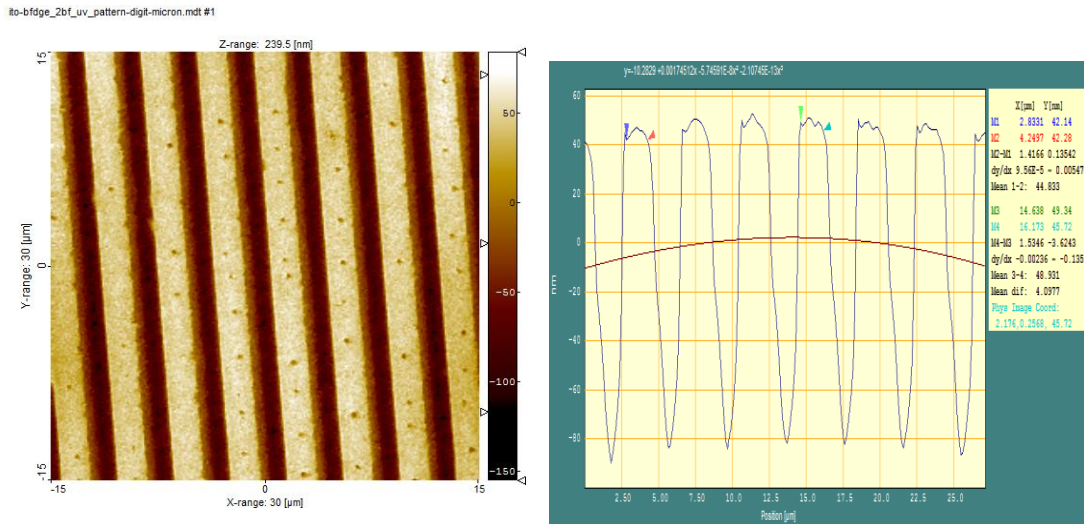 ito-bfdge_2bf_uv_pattern-digit-micron.mdt #1
Z-range: 239.5 [nm]
15
0
-15
Y-range: 30 [µm]
-15
0
15
X-range: 30 [µm]
50
0
-50
-100
-150
y=-10.2829 +0.00174512x -5.74591E-8x² -2.10745E-13x³
60
40
20
0
-20
-40
-60
-80
nm
2.50
5.00
7.50
10.0
12.5
15.0
17.5
20.0
22.5
25.0
Position [µm]
X[µm] Y[nm]
M1 2.8331 42.14
M2 4.2497 42.28
M2-M1 1.4166 0.13542
dy/dx 9.56E-5 - 0.00547
Mean 1-2: 44.833
M3 14.638 49.34
M4 16.173 45.72
M4-M3 1.5346 -3.6243
dy/dx -0.00236 - -0.135
Mean 3-4: 48.931
Mean dif: 4.0977
Phys Image Coord:
2.176,0.2568, 45.72